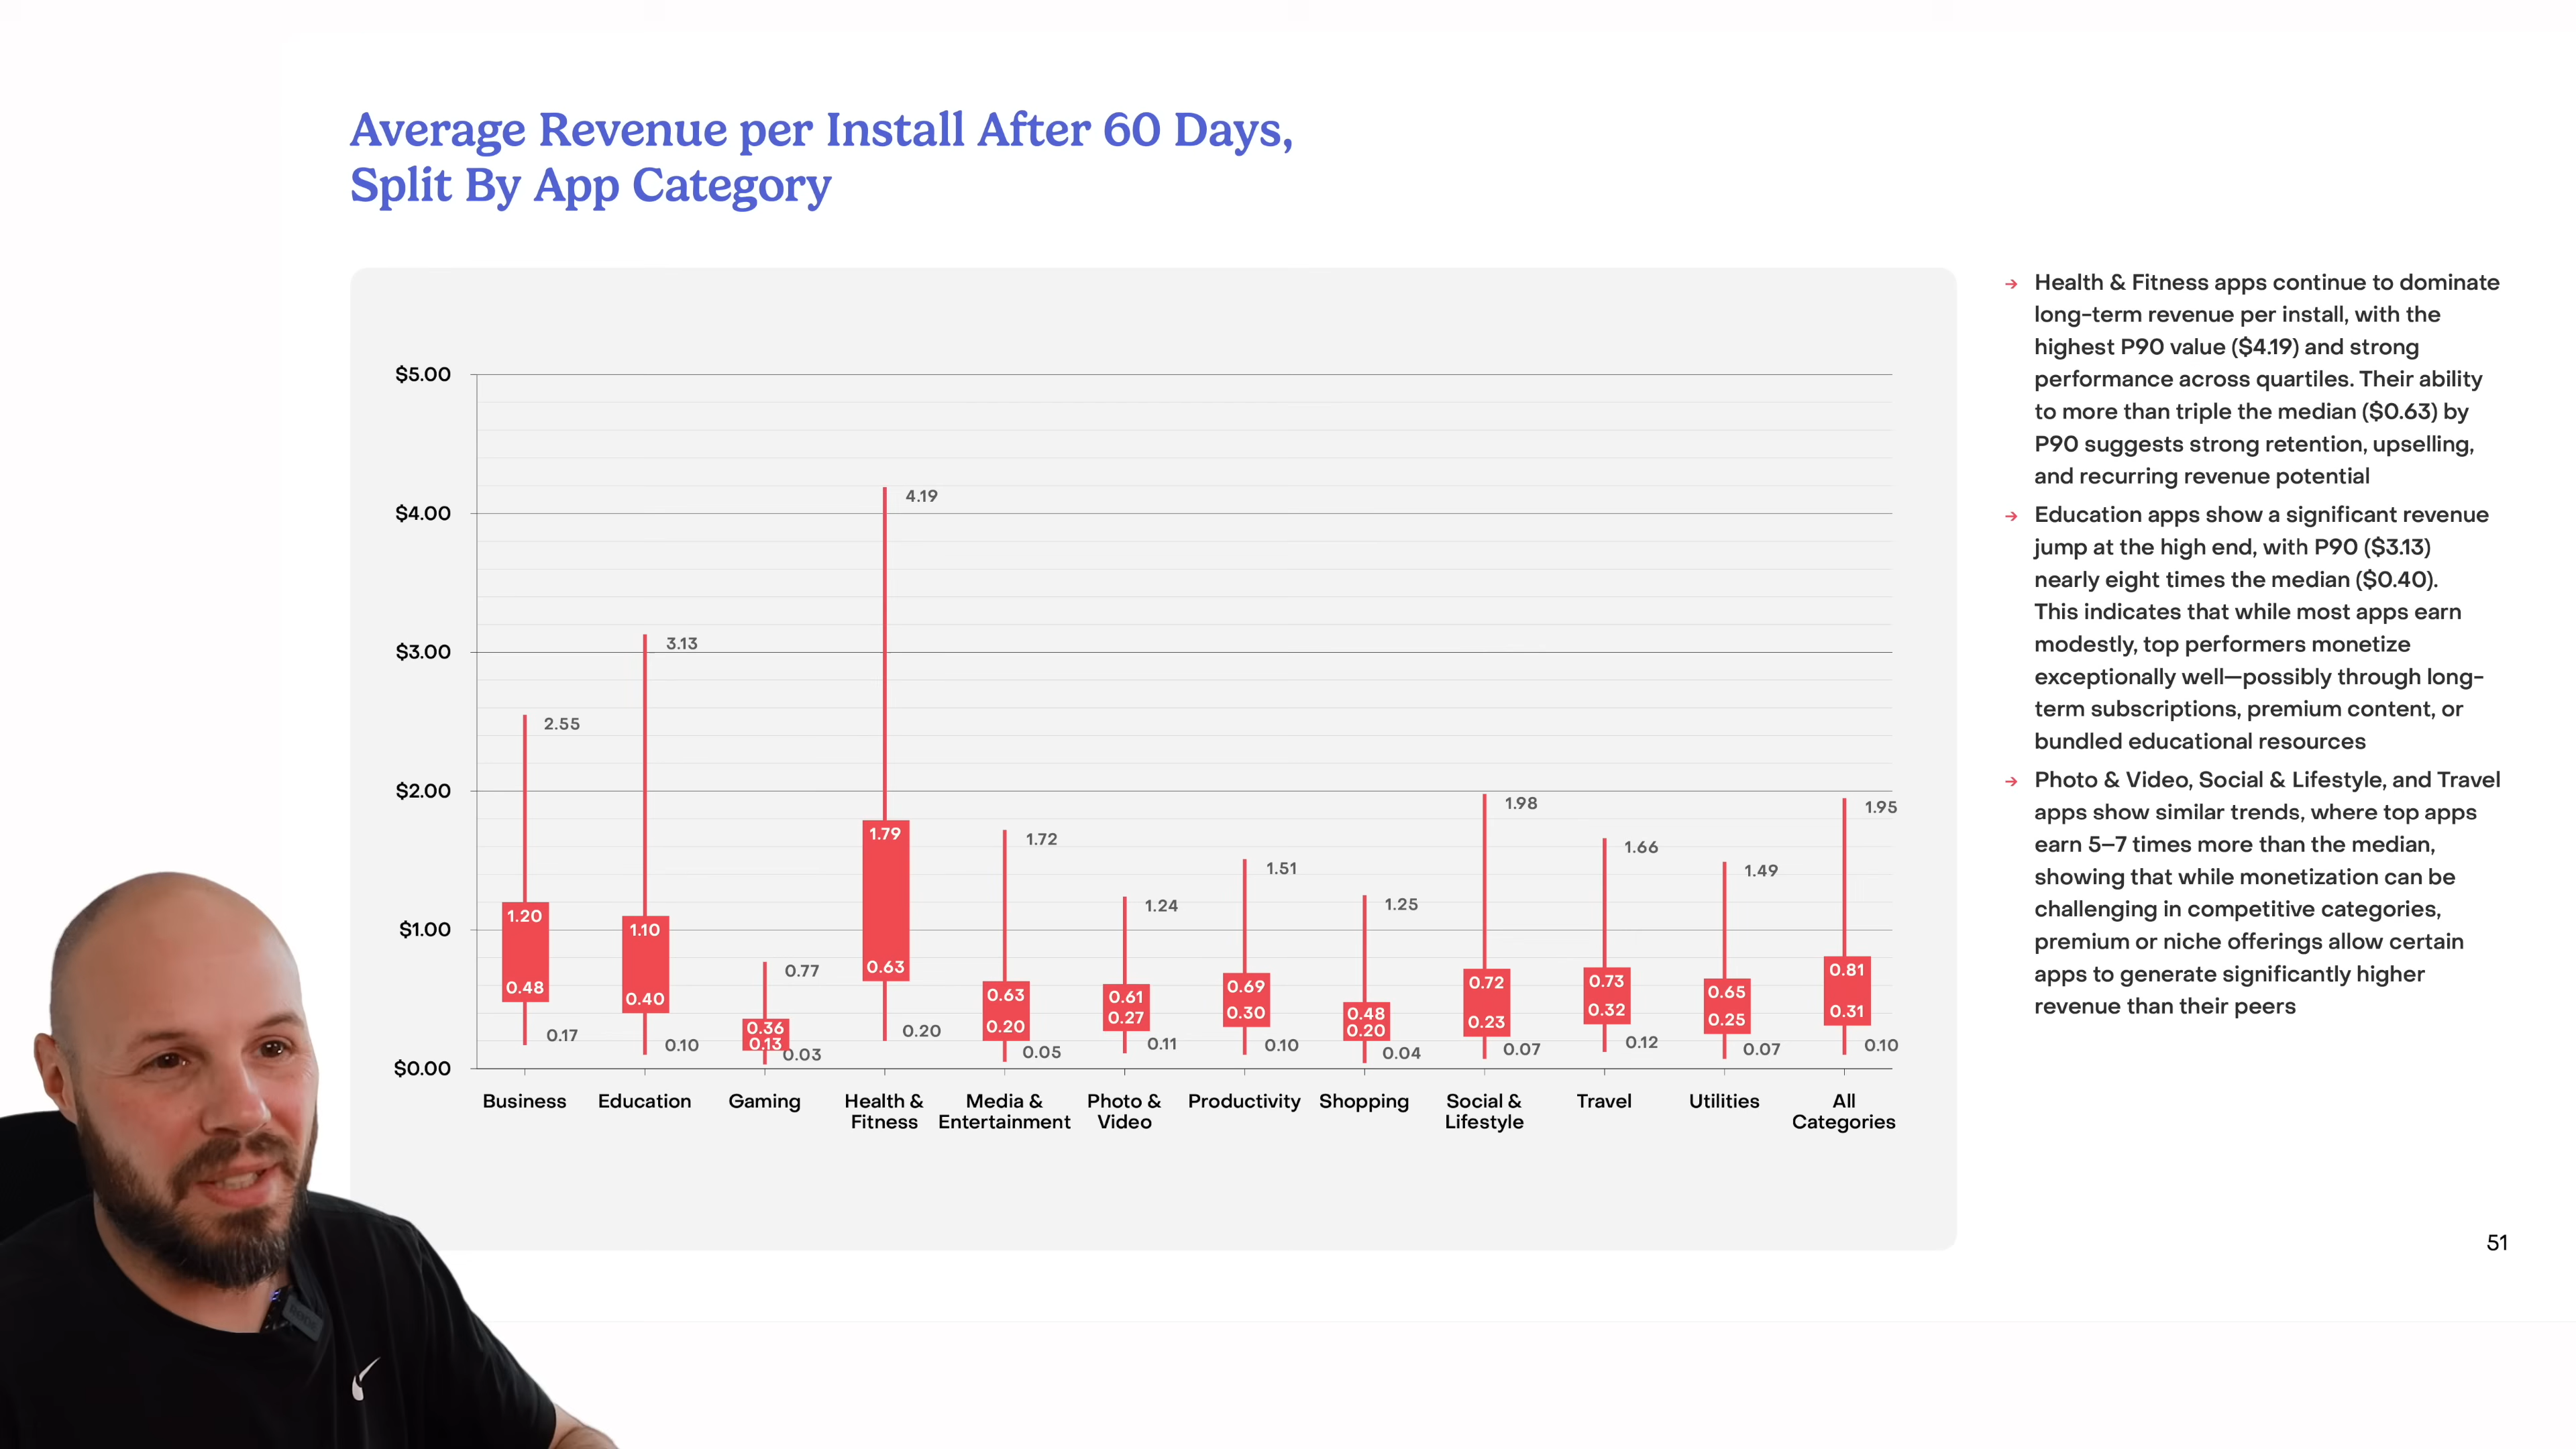 Average Revenue per Install After 60 Days,
Split By App Category
$5.00
$4.00
$3.00
$2.00
$1.00
$0.00
2.55
1.20
0.48
0.17
3.13
1.10
0.40
0.10
0.77
0.36
0.13
0.03
4.19
1.79
0.63
0.20
1.72
0.63
0.20
0.05
1.24
0.61
0.27
0.11
1.51
0.69
0.30
0.10
1.25
0.48
0.20
0.04
1.98
0.72
0.23
0.07
1.66
0.73
0.32
0.12
1.49
0.65
0.25
0.07
1.95
0.81
0.31
0.10
Business
Education
Gaming
Health &
Fitness
Media &
Entertainment
Photo &
Video
Productivity
Shopping
Social &
Lifestyle
Travel
Utilities
All
Categories
→ Health & Fitness apps continue to dominate
long-term revenue per install, with the
highest P90 value ($4.19) and strong
performance across quartiles. Their ability
to more than triple the median ($0.63) by
P90 suggests strong retention, upselling,
and recurring revenue potential
→ Education apps show a significant revenue
jump at the high end, with P90 ($3.13)
nearly eight times the median ($0.40).
This indicates that while most apps earn
modestly, top performers monetize
exceptionally well—possibly through long-
term subscriptions, premium content, or
bundled educational resources
→ Photo & Video, Social & Lifestyle, and Travel
apps show similar trends, where top apps
earn 5–7 times more than the median,
showing that while monetization can be
challenging in competitive categories,
premium or niche offerings allow certain
apps to generate significantly higher
revenue than their peers
51